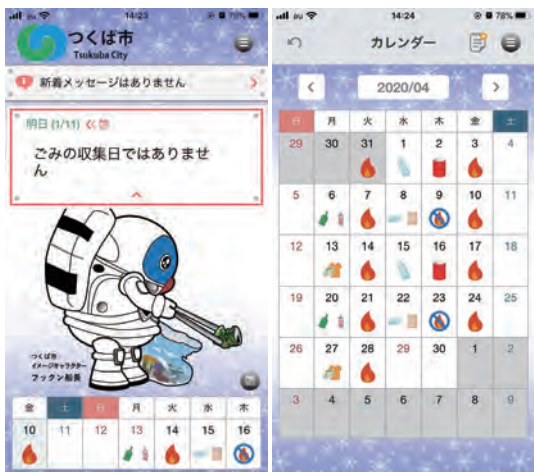 au 14:23 78%
つくば市
Tsukuba City
新着メッセージはありません
明日 (1/11)
ごみの収集日ではありませ
ん
つくば市
イメージキャラクター
フックン船長
金 土 日 月 火 水 木
10 11 12 13 14 15 16
au 14:24 78%
カレンダー
2020/04
日 月 火 水 木 金 土
29 30 31 1 2 3 4
5 6 7 8 9 10 11
12 13 14 15 16 17 18
19 20 21 22 23 24 25
26 27 28 29 30 1 2
3 4 5 6 7 8 9